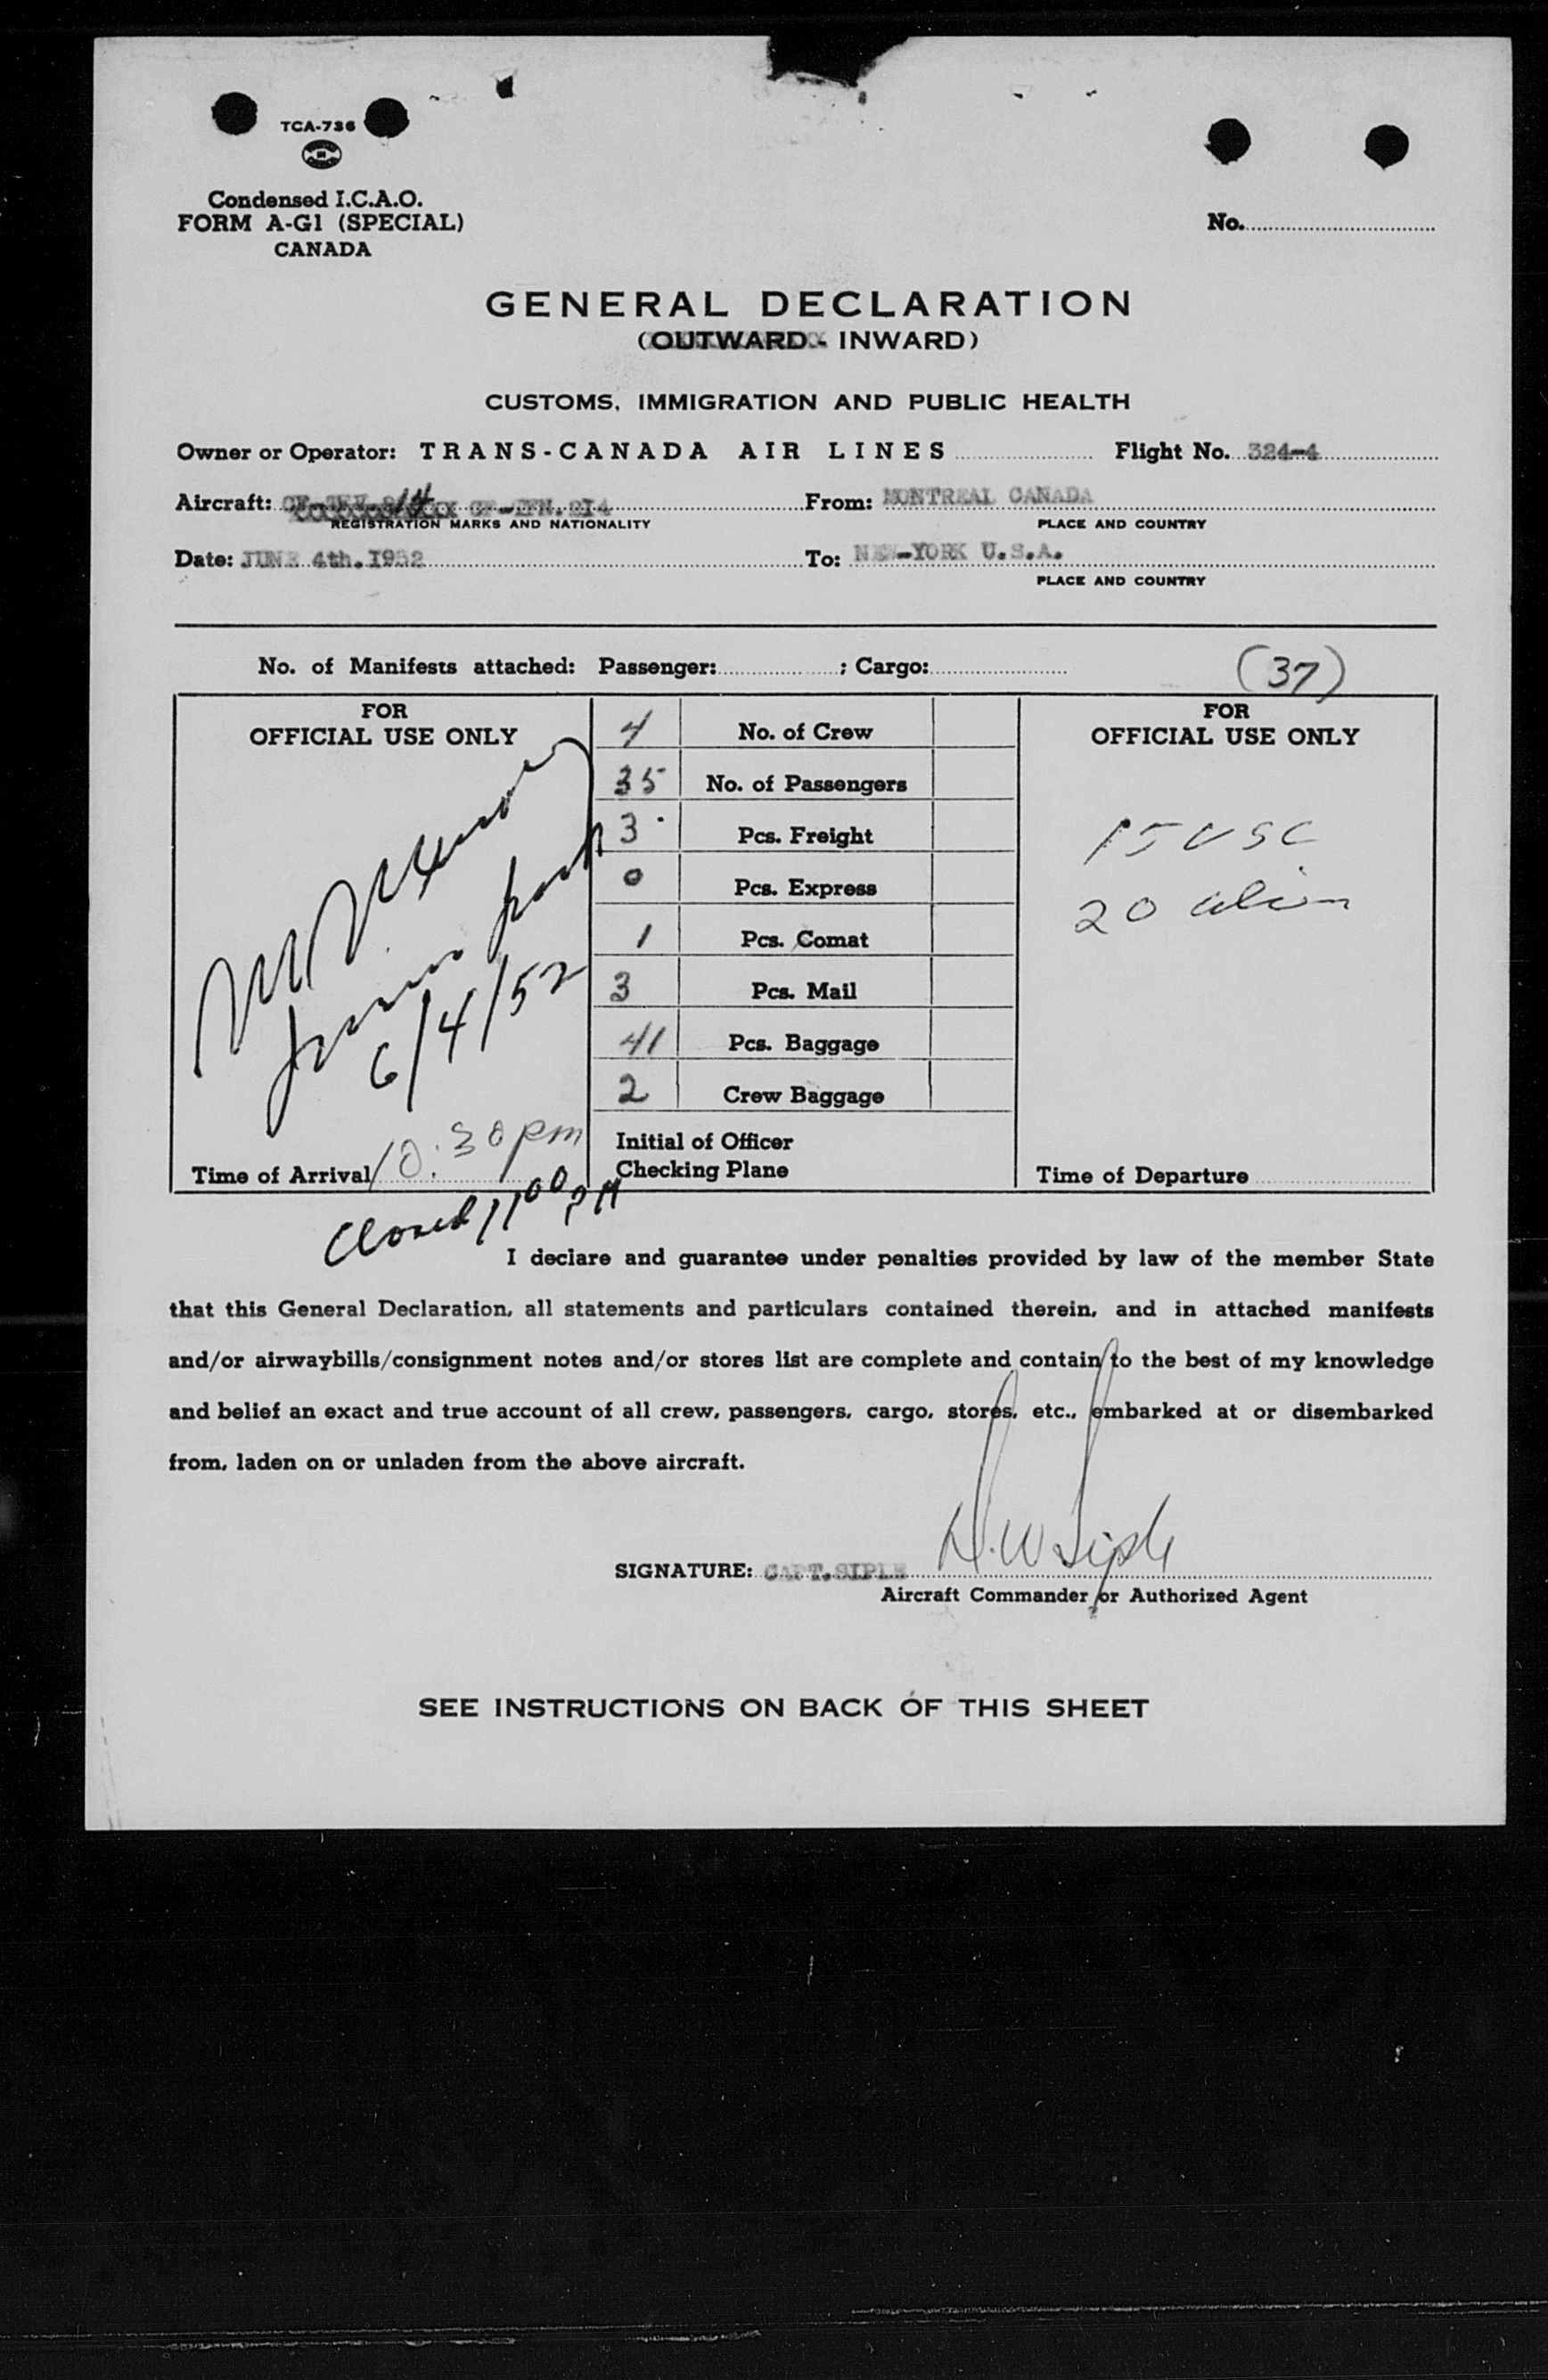 TCA-736
Condensed I.C.A.O.
FORM A-G1 (SPECIAL)
CANADA
No.
GENERAL DECLARATION
(OUTWARD - INWARD)
CUSTOMS, IMMIGRATION AND PUBLIC HEALTH
Owner or Operator: TRANS-CANADA AIR LINES Flight No. 324-4
Aircraft: CF-TFN.214 From: MONTREAL CANADA
REGISTRATION MARKS AND NATIONALITY PLACE AND COUNTRY
Date: JUNE 4th.1952 To: NEW-YORK U.S.A.
PLACE AND COUNTRY
No. of Manifests attached: Passenger: ; Cargo: (37)
FOR
OFFICIAL USE ONLY
6/4/52
Time of Arrival 10:30 pm
Closed 1100 PM
4 No. of Crew
35 No. of Passengers
3 Pcs. Freight
0 Pcs. Express
1 Pcs. Comat
3 Pcs. Mail
41 Pcs. Baggage
2 Crew Baggage
Initial of Officer
Checking Plane
FOR
OFFICIAL USE ONLY
15 USC
20 alien
Time of Departure
I declare and guarantee under penalties provided by law of the member State
that this General Declaration, all statements and particulars contained therein, and in attached manifests
and/or airwaybills/consignment notes and/or stores list are complete and contain to the best of my knowledge
and belief an exact and true account of all crew, passengers, cargo, stores, etc., embarked at or disembarked
from, laden on or unladen from the above aircraft.
SIGNATURE: CAPT.SIPLE D.W Siple
Aircraft Commander or Authorized Agent
SEE INSTRUCTIONS ON BACK OF THIS SHEET